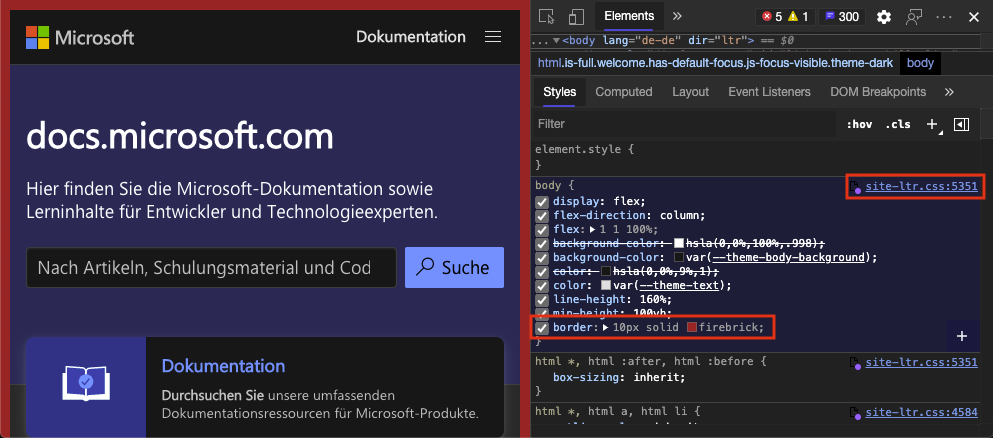 Microsoft
Dokumentation
docs.microsoft.com
Hier finden Sie die Microsoft-Dokumentation sowie
Lerninhalte für Entwickler und Technologieexperten.
Nach Artikeln, Schulungsmaterial und Cod
Suche
Dokumentation
Durchsuchen Sie unsere umfassenden
Dokumentationsressourcen für Microsoft-Produkte.
Elements » 5 1 300
... ▼<body lang="de-de" dir="ltr"> == $0
html.is-full.welcome.has-default-focus.js-focus-visible.theme-dark body
Styles Computed Layout Event Listeners DOM Breakpoints »
Filter :hov .cls +
element.style {
}
body { site-ltr.css:5351
display: flex;
flex-direction: column;
flex: ▶ 1 1 100%;
background-color: hsla(0,0%,100%,.998);
background-color: var(--theme-body-background);
color: hsla(0,0%,9%,1);
color: var(--theme-text);
line-height: 160%;
min-height: 100vh;
border: ▶ 10px solid firebrick;
} +
html *, html :after, html :before { site-ltr.css:5351
box-sizing: inherit;
}
html *, html a, html li { site-ltr.css:4584